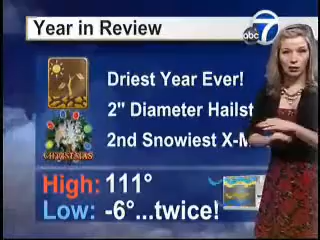 Year in Review
abc 7
Driest Year Ever!
2" Diameter Hailst
2nd Snowiest X-M
CHRISTMAS
High: 111°
Low: -6°...twice!